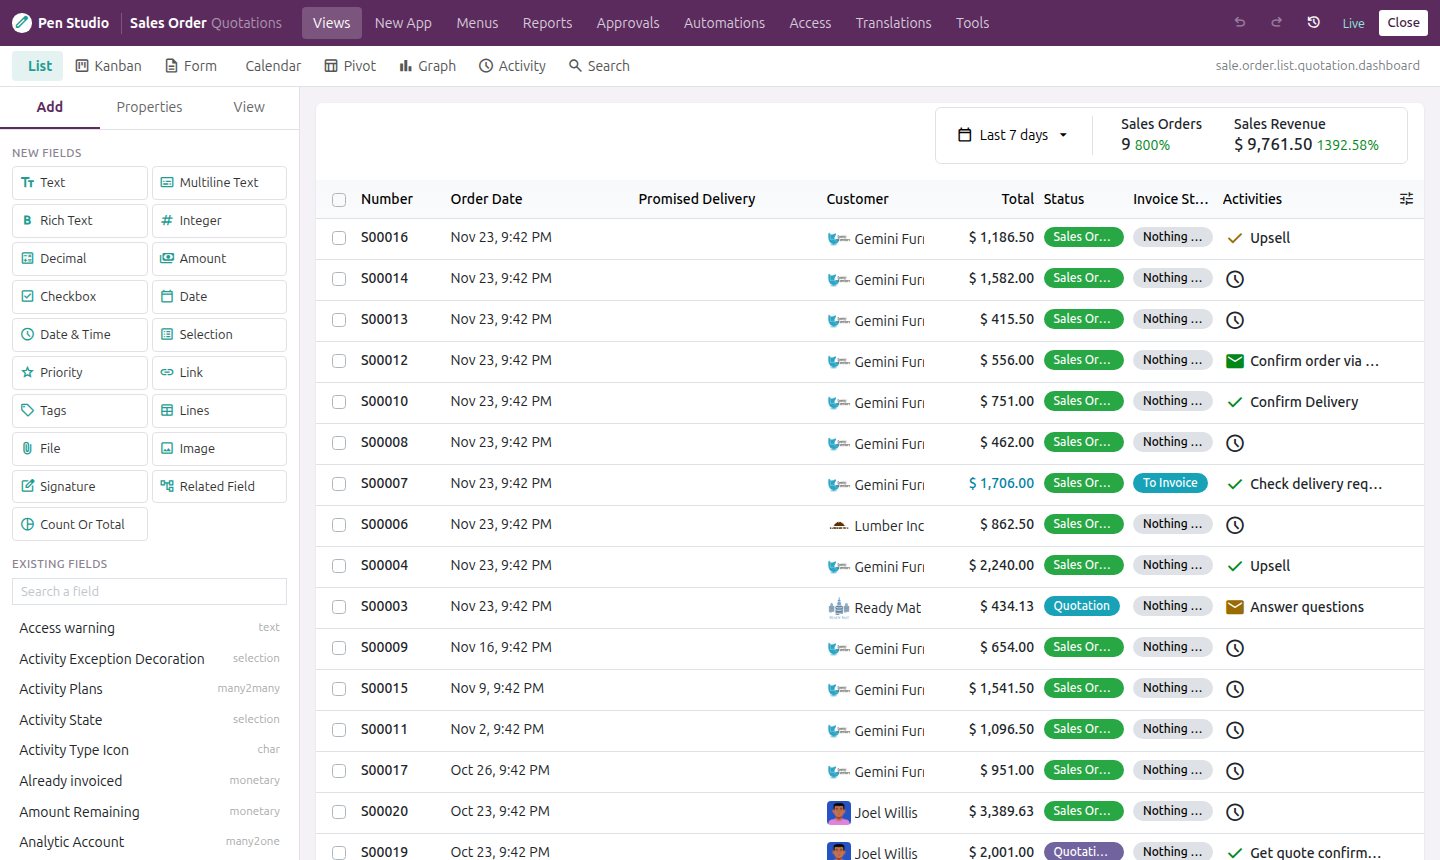 Pen Studio Sales Order Quotations Views New App Menus Reports Approvals Automations Access Translations Tools Live Close
List Kanban Form Calendar Pivot Graph Activity Search sale.order.list.quotation.dashboard
Add Properties View
NEW FIELDS
Text Multiline Text
Rich Text Integer
Decimal Amount
Checkbox Date
Date & Time Selection
Priority Link
Tags Lines
File Image
Signature Related Field
Count Or Total
EXISTING FIELDS
Search a field
Access warning text
Activity Exception Decoration selection
Activity Plans many2many
Activity State selection
Activity Type Icon char
Already invoiced monetary
Amount Remaining monetary
Analytic Account many2one
Last 7 days
Sales Orders
9 800%
Sales Revenue
$ 9,761.50 1392.58%
Number Order Date Promised Delivery Customer Total Status Invoice St... Activities
S00016 Nov 23, 9:42 PM Gemini Furr $ 1,186.50 Sales Or... Nothing ... Upsell
S00014 Nov 23, 9:42 PM Gemini Furr $ 1,582.00 Sales Or... Nothing ...
S00013 Nov 23, 9:42 PM Gemini Furr $ 415.50 Sales Or... Nothing ...
S00012 Nov 23, 9:42 PM Gemini Furr $ 556.00 Sales Or... Nothing ... Confirm order via ...
S00010 Nov 23, 9:42 PM Gemini Furr $ 751.00 Sales Or... Nothing ... Confirm Delivery
S00008 Nov 23, 9:42 PM Gemini Furr $ 462.00 Sales Or... Nothing ...
S00007 Nov 23, 9:42 PM Gemini Furr $ 1,706.00 Sales Or... To Invoice Check delivery req...
S00006 Nov 23, 9:42 PM Lumber Inc $ 862.50 Sales Or... Nothing ...
S00004 Nov 23, 9:42 PM Gemini Furr $ 2,240.00 Sales Or... Nothing ... Upsell
S00003 Nov 23, 9:42 PM Ready Mat $ 434.13 Quotation Nothing ... Answer questions
S00009 Nov 16, 9:42 PM Gemini Furr $ 654.00 Sales Or... Nothing ...
S00015 Nov 9, 9:42 PM Gemini Furr $ 1,541.50 Sales Or... Nothing ...
S00011 Nov 2, 9:42 PM Gemini Furr $ 1,096.50 Sales Or... Nothing ...
S00017 Oct 26, 9:42 PM Gemini Furr $ 951.00 Sales Or... Nothing ...
S00020 Oct 23, 9:42 PM Joel Willis $ 3,389.63 Sales Or... Nothing ...
S00019 Oct 23, 9:42 PM Joel Willis $ 2,001.00 Quotati... Nothing ... Get quote confirm...